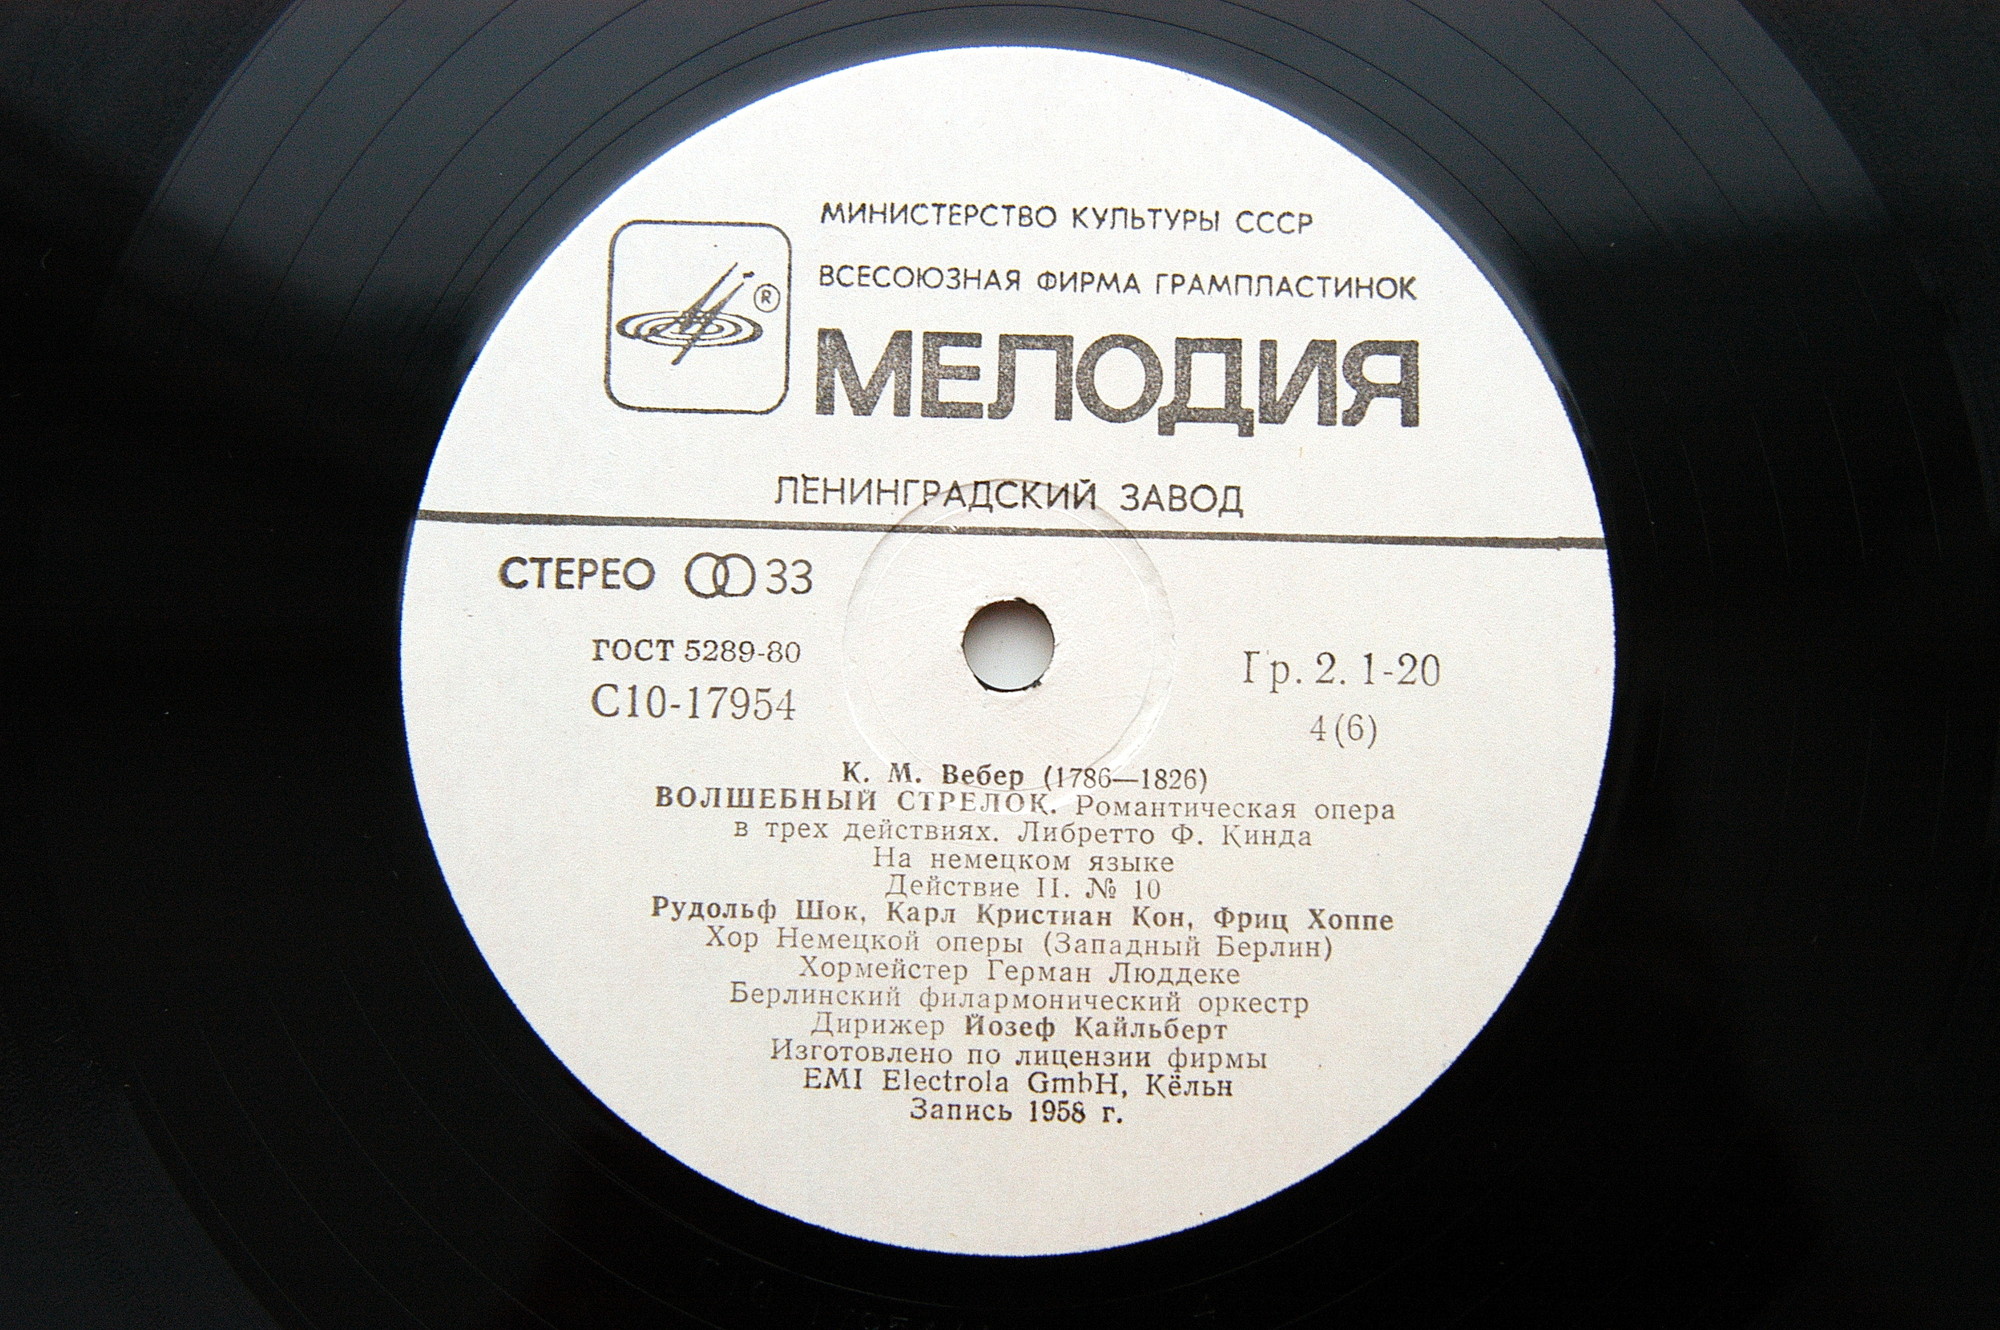 МИНИСТЕРСТВО КУЛЬТУРЫ СССР
ВСЕСОЮЗНАЯ ФИРМА ГРАМПЛАСТИНОК
®
МЕЛОДИЯ
ЛЕНИНГРАДСКИЙ ЗАВОД
СТЕРЕО 33
ГОСТ 5289-80
С10-17954
Гр. 2. 1-20
4(6)
К. М. Вебер (1786—1826)
ВОЛШЕБНЫЙ СТРЕЛОК. Романтическая опера
в трех действиях. Либретто Ф. Кинда
На немецком языке
Действие II. № 10
Рудольф Шок, Карл Кристиан Кон, Фриц Хоппе
Хор Немецкой оперы (Западный Берлин)
Хормейстер Герман Люддеке
Берлинский филармонический оркестр
Дирижер Йозеф Кайльберт
Изготовлено по лицензии фирмы
EMI Electrola GmbH, Кёльн
Запись 1958 г.